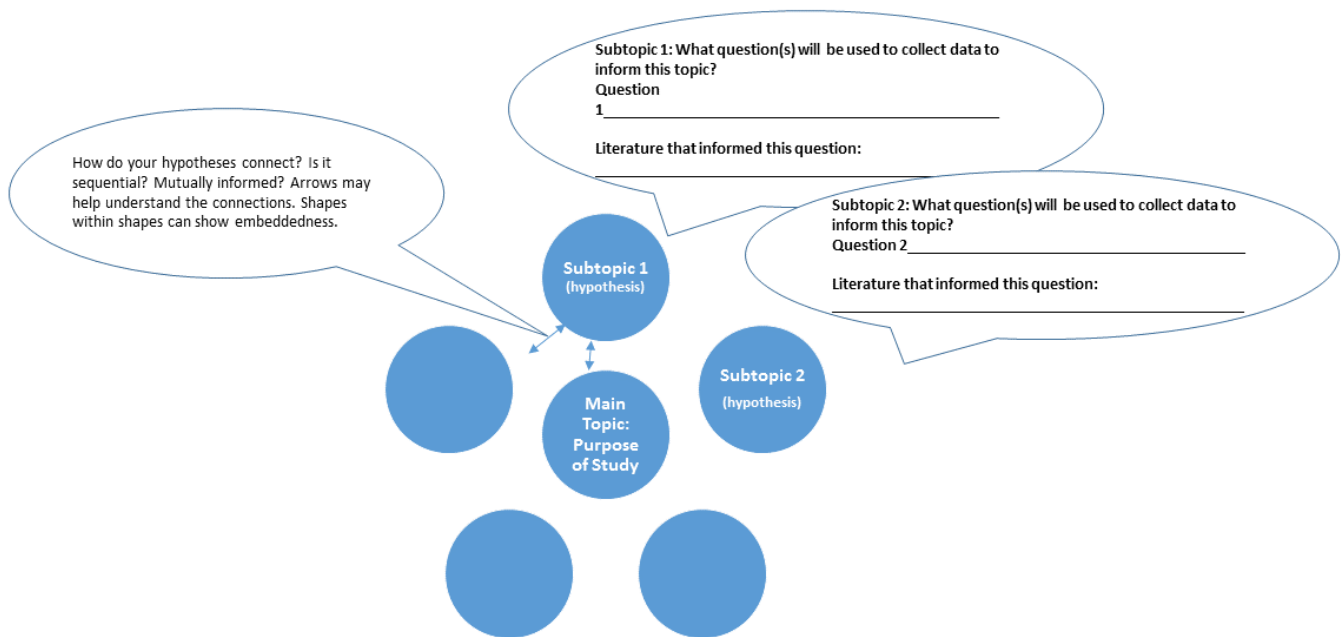 Subtopic 1: What question(s) will be used to collect data to
inform this topic?
Question
1
Literature that informed this question:
How do your hypotheses connect? Is it
sequential? Mutually informed? Arrows may
help understand the connections. Shapes
within shapes can show embeddedness.
Subtopic 2: What question(s) will be used to collect data to
inform this topic?
Question 2
Literature that informed this question:
Subtopic 1
(hypothesis)
Subtopic 2
(hypothesis)
Main
Topic:
Purpose
of Study